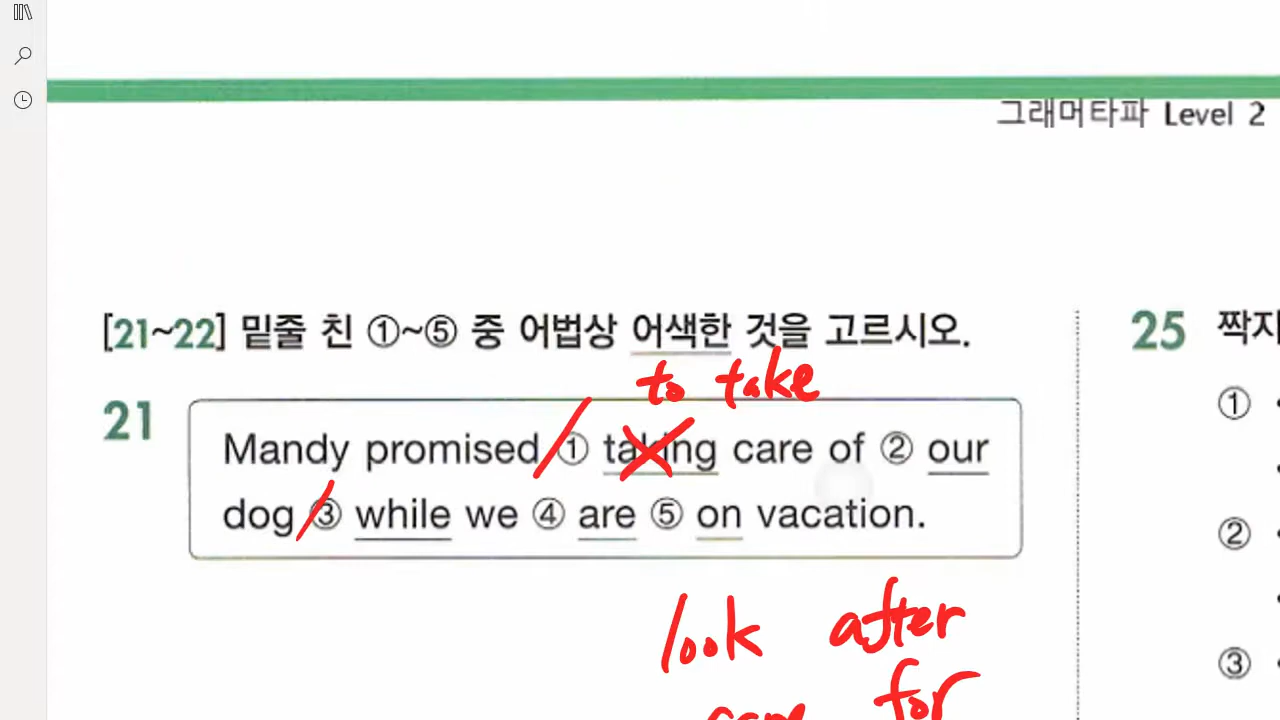 그래머타파 Level 2
[21~22] 밑줄 친 ①~⑤ 중 어법상 어색한 것을 고르시오.
to take
21 Mandy promised ① taking care of ② our
dog ③ while we ④ are ⑤ on vacation.
look after
for
25 짝지
①
②
③